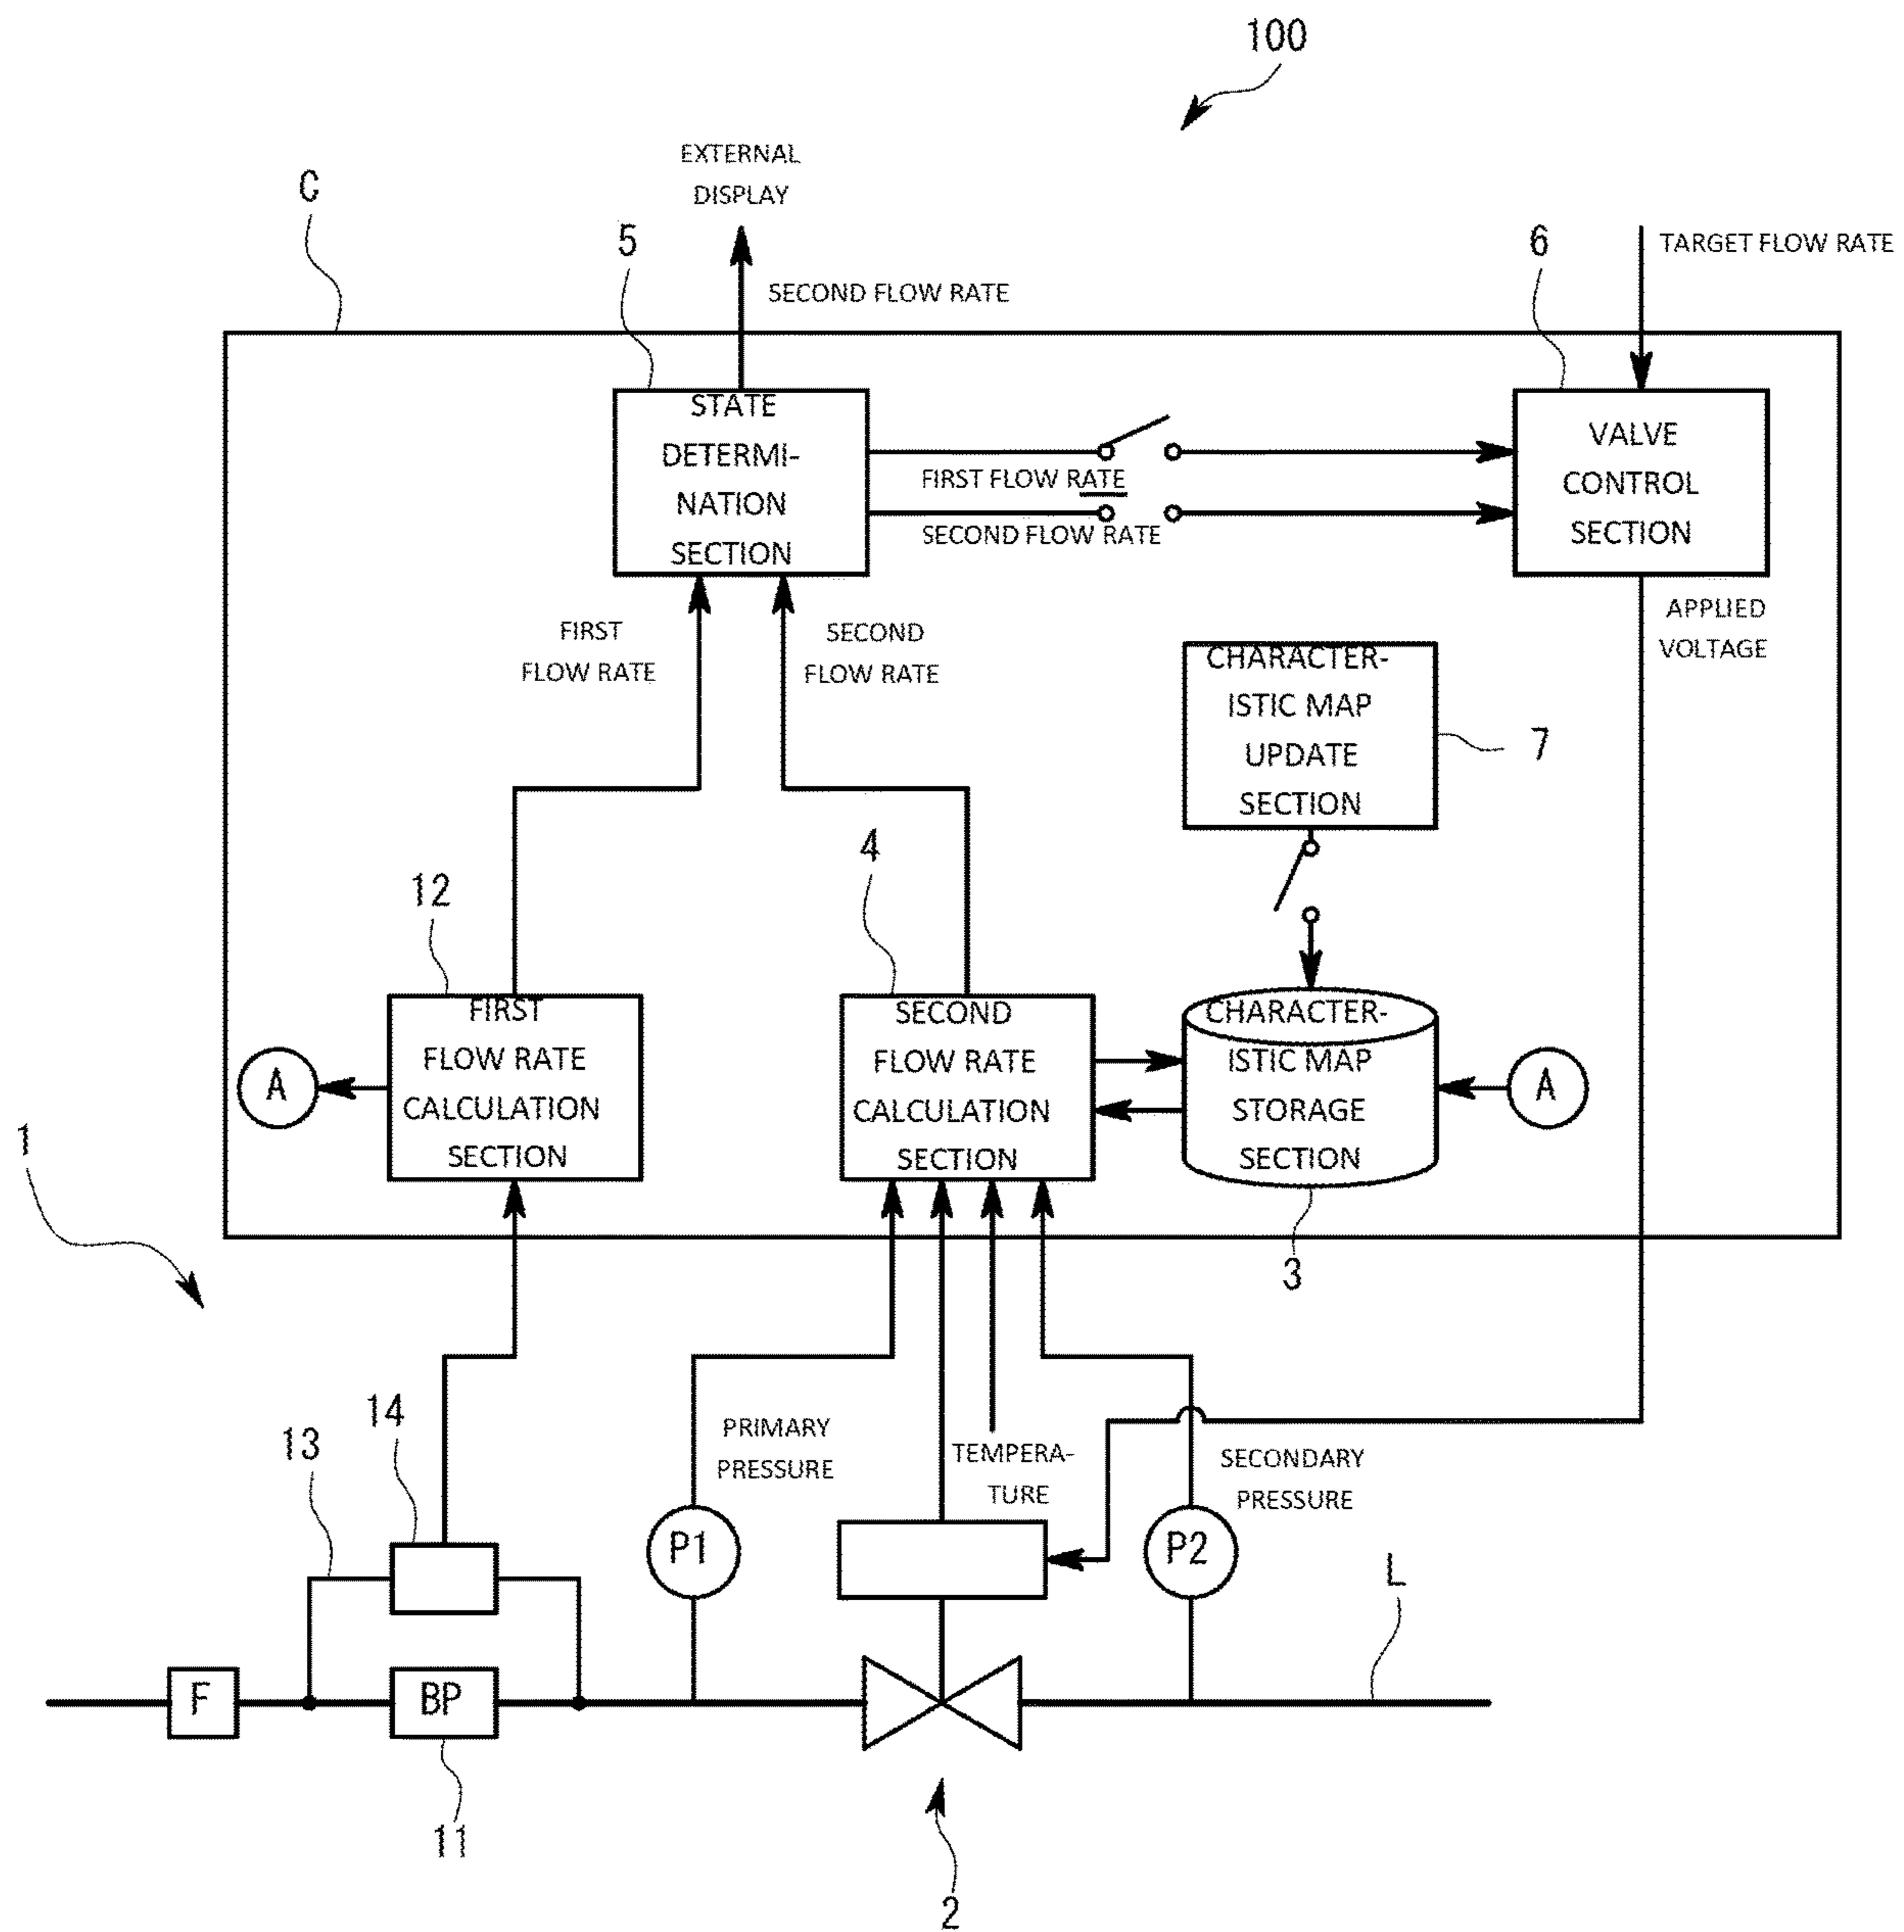 100
EXTERNAL
DISPLAY
C
5
6
TARGET FLOW RATE
SECOND FLOW RATE
STATE
DETERMI-
NATION
SECTION
FIRST FLOW RATE
SECOND FLOW RATE
VALVE
CONTROL
SECTION
FIRST
FLOW RATE
SECOND
FLOW RATE
APPLIED
VOLTAGE
CHARACTER-
ISTIC MAP
UPDATE
SECTION
7
12
4
A
FIRST
FLOW RATE
CALCULATION
SECTION
SECOND
FLOW RATE
CALCULATION
SECTION
CHARACTER-
ISTIC MAP
STORAGE
SECTION
A
1
3
13
14
PRIMARY
PRESSURE
TEMPERA-
TURE
SECONDARY
PRESSURE
P1
P2
L
F
BP
11
2